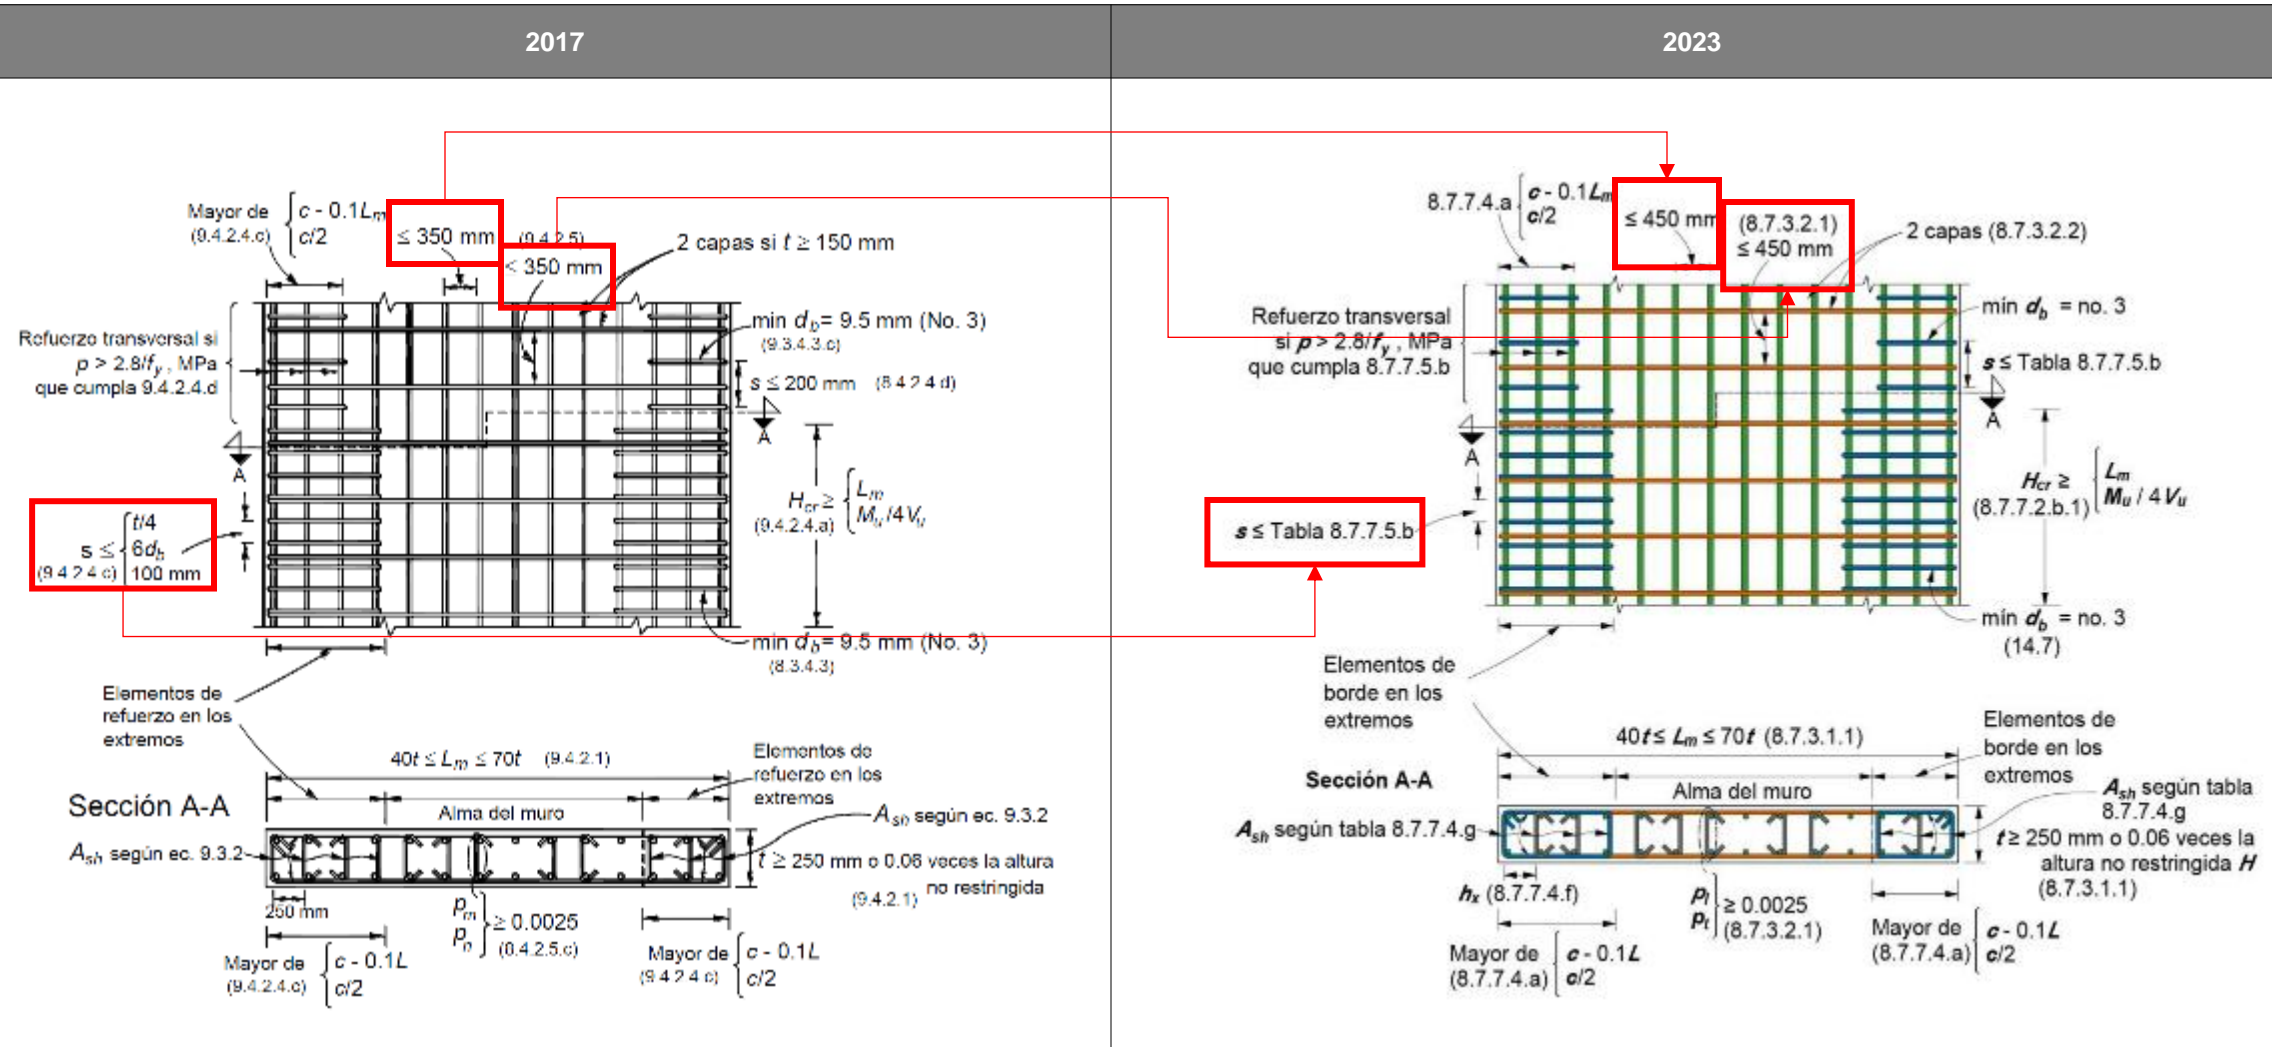 2017
2023
Mayor de { c - 0.1Lm
(9.4.2.4.c) c/2
≤ 350 mm
(9.4.2.5)
≤ 350 mm
2 capas si t ≥ 150 mm
Refuerzo transversal si
p > 2.8/fy , MPa
que cumpla 9.4.2.4.d
min db= 9.5 mm (No. 3)
(9.3.4.3.c)
s ≤ 200 mm (8.4.2.4.d)
A
A
s ≤ { t/4
6db
(9.4.2.4.c) 100 mm
Hcr ≥ { Lm
(9.4.2.4.a) Mu /4Vu
min db= 9.5 mm (No. 3)
(8.3.4.3)
Elementos de
refuerzo en los
extremos
40t ≤ Lm ≤ 70t (9.4.2.1)
Elementos de
refuerzo en los
extremos
Sección A-A
Alma del muro
Ash según ec. 9.3.2
Ash según ec. 9.3.2
t ≥ 250 mm o 0.06 veces la altura
no restringida
(9.4.2.1)
250 mm
pm
pn } ≥ 0.0025
(0.4.2.5.c)
Mayor de { c - 0.1L
(9.4.2.4.c) c/2
Mayor de { c - 0.1L
(9.4.2.4.c) c/2
8.7.7.4.a { c - 0.1Lm
c/2
≤ 450 mm
(8.7.3.2.1)
≤ 450 mm
2 capas (8.7.3.2.2)
Refuerzo transversal
si p > 2.8/fy , MPa
que cumpla 8.7.7.5.b
mín db = no. 3
s ≤ Tabla 8.7.7.5.b
A
A
s ≤ Tabla 8.7.7.5.b
Hcr ≥ { Lm
(8.7.7.2.b.1) Mu / 4Vu
mín db = no. 3
(14.7)
Elementos de
borde en los
extremos
40t ≤ Lm ≤ 70t (8.7.3.1.1)
Elementos de
borde en los
extremos
Sección A-A
Alma del muro
Ash según tabla 8.7.7.4.g
Ash según tabla
8.7.7.4.g
t ≥ 250 mm o 0.06 veces la
altura no restringida H
(8.7.3.1.1)
hx (8.7.7.4.f)
pl
pt } ≥ 0.0025
(8.7.3.2.1)
Mayor de { c - 0.1L
(8.7.7.4.a) c/2
Mayor de { c - 0.1L
(8.7.7.4.a) c/2